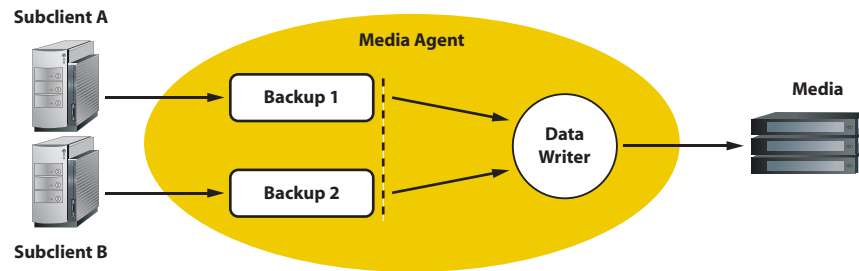 Subclient A
Media Agent
Backup 1
Media
Data
Writer
Backup 2
Subclient B